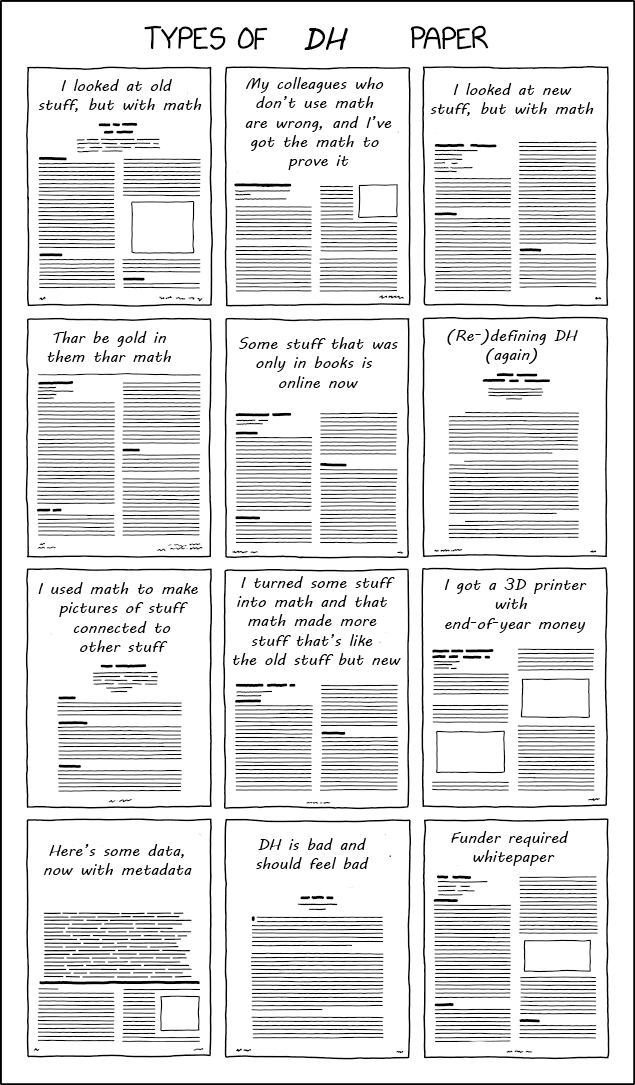 TYPES OF DH PAPER
I looked at old
stuff, but with math
My colleagues who
don't use math
are wrong, and I've
got the math to
prove it
I looked at new
stuff, but with math
Thar be gold in
them thar math
Some stuff that was
only in books is
online now
(Re-)defining DH
(again)
I used math to make
pictures of stuff
connected to
other stuff
I turned some stuff
into math and that
math made more
stuff that's like
the old stuff but new
I got a 3D printer
with
end-of-year money
Here's some data,
now with metadata
DH is bad and
should feel bad
Funder required
whitepaper